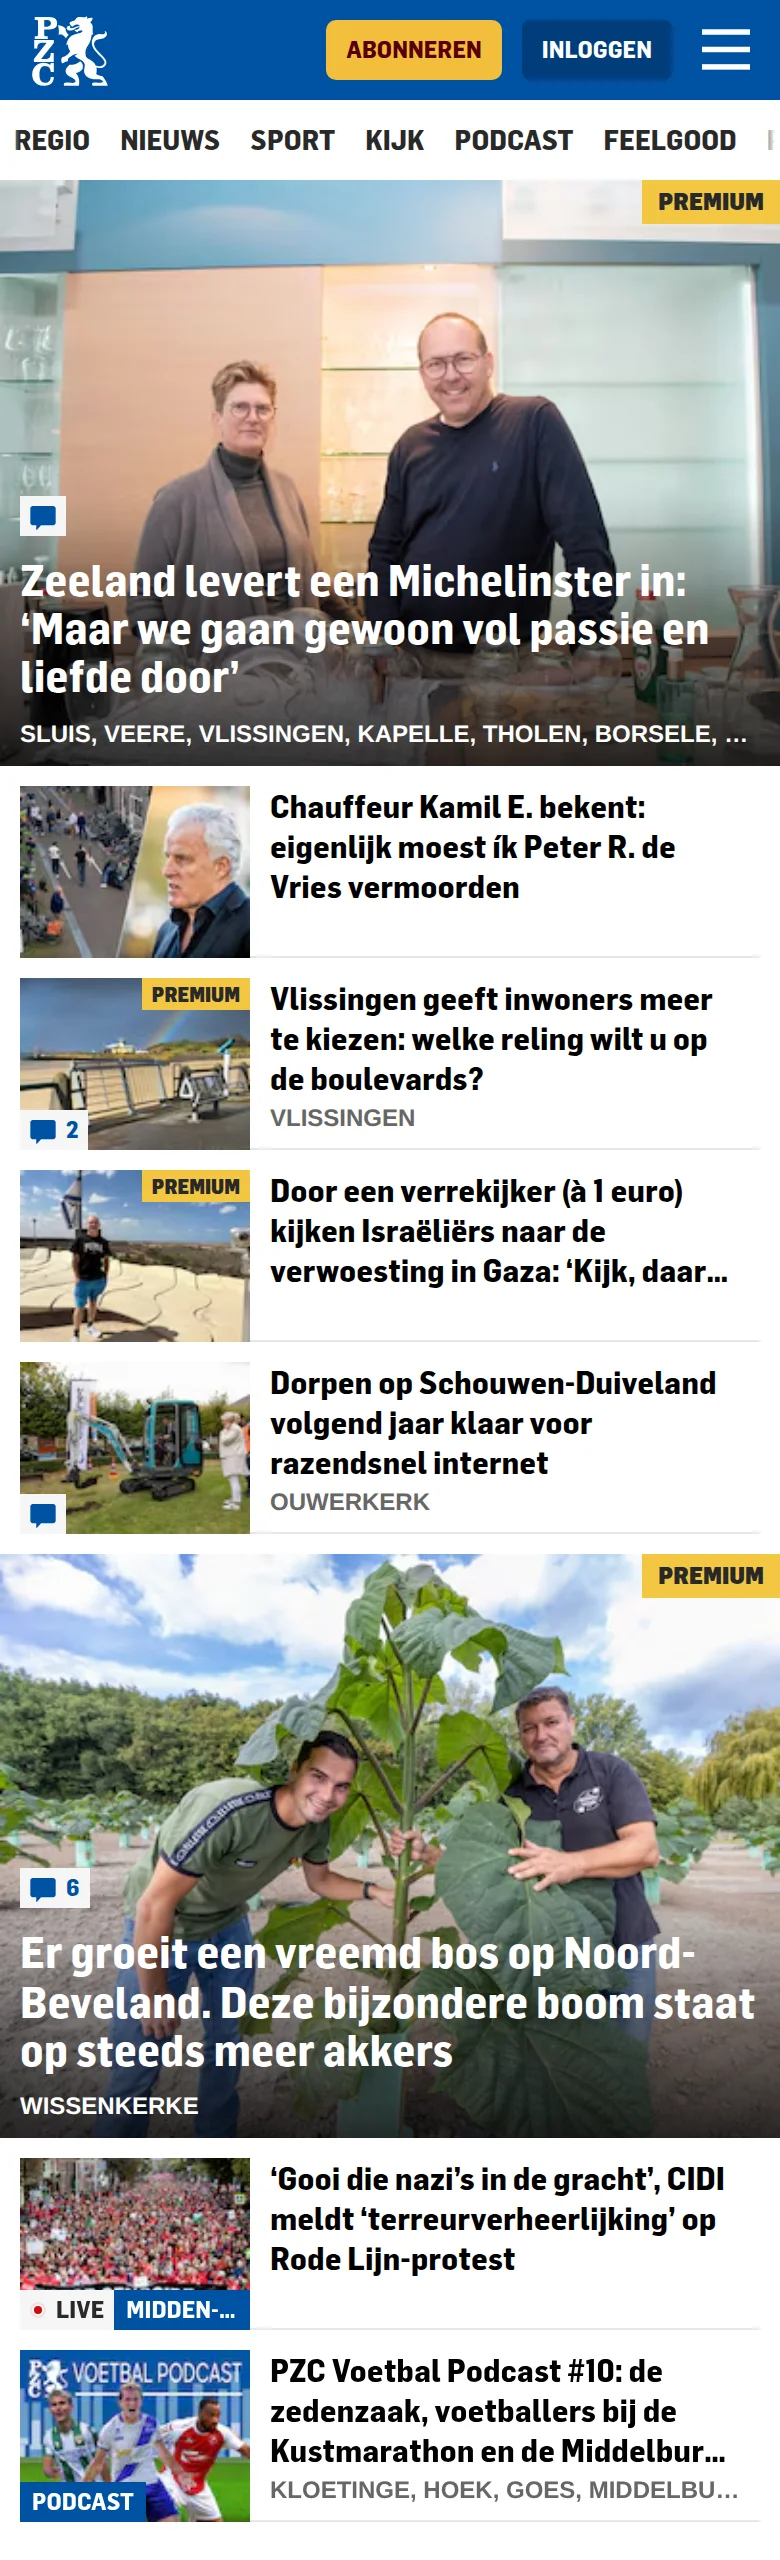 PZC
ABONNEREN
INLOGGEN
REGIO NIEUWS SPORT KIJK PODCAST FEELGOOD
PREMIUM
Zeeland levert een Michelinster in:
‘Maar we gaan gewoon vol passie en
liefde door’
SLUIS, VEERE, VLISSINGEN, KAPELLE, THOLEN, BORSELE, ...
Chauffeur Kamil E. bekent:
eigenlijk moest ík Peter R. de
Vries vermoorden
PREMIUM
2
Vlissingen geeft inwoners meer
te kiezen: welke reling wilt u op
de boulevards?
VLISSINGEN
PREMIUM
Door een verrekijker (à 1 euro)
kijken Israëliërs naar de
verwoesting in Gaza: ‘Kijk, daar...
Dorpen op Schouwen-Duiveland
volgend jaar klaar voor
razendsnel internet
OUWERKERK
PREMIUM
6
Er groeit een vreemd bos op Noord-
Beveland. Deze bijzondere boom staat
op steeds meer akkers
WISSENKERKE
LIVE
MIDDEN-...
‘Gooi die nazi’s in de gracht’, CIDI
meldt ‘terreurverheerlijking’ op
Rode Lijn-protest
PZC VOETBAL PODCAST
PODCAST
PZC Voetbal Podcast #10: de
zedenzaak, voetballers bij de
Kustmarathon en de Middelbur...
KLOETINGE, HOEK, GOES, MIDDELBU...